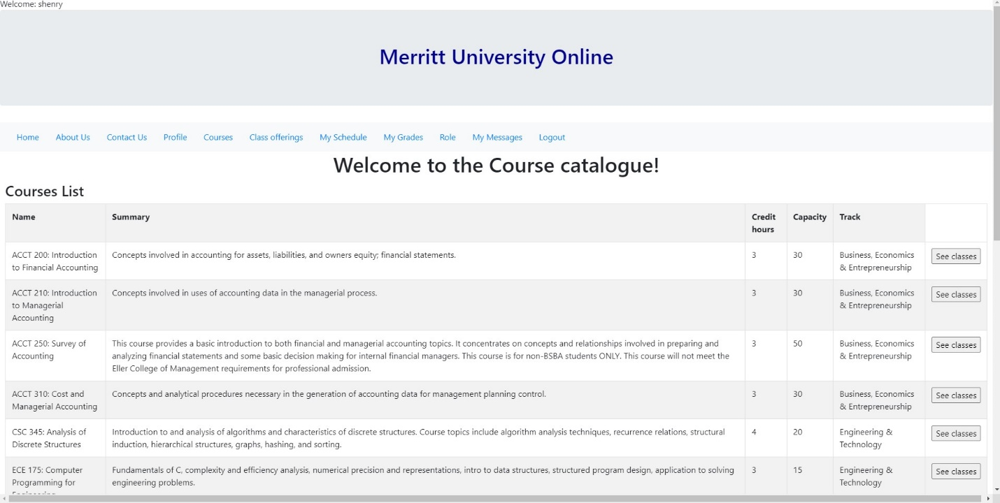 Welcome: shenry
Merritt University Online
Home About Us Contact Us Profile Courses Class offerings My Schedule My Grades Role My Messages Logout
Welcome to the Course catalogue!
Courses List
Name Summary Credit hours Capacity Track
ACCT 200: Introduction to Financial Accounting Concepts involved in accounting for assets, liabilities, and owners equity; financial statements. 3 30 Business, Economics & Entrepreneurship See classes
ACCT 210: Introduction to Managerial Accounting Concepts involved in uses of accounting data in the managerial process. 3 30 Business, Economics & Entrepreneurship See classes
ACCT 250: Survey of Accounting This course provides a basic introduction to both financial and managerial accounting topics. It concentrates on concepts and relationships involved in preparing and analyzing financial statements and some basic decision making for internal financial managers. This course is for non-BSBA students ONLY. This course will not meet the Eller College of Management requirements for professional admission. 3 50 Business, Economics & Entrepreneurship See classes
ACCT 310: Cost and Managerial Accounting Concepts and analytical procedures necessary in the generation of accounting data for management planning control. 3 30 Business, Economics & Entrepreneurship See classes
CSC 345: Analysis of Discrete Structures Introduction to and analysis of algorithms and characteristics of discrete structures. Course topics include algorithm analysis techniques, recurrence relations, structural induction, hierarchical structures, graphs, hashing, and sorting. 4 20 Engineering & Technology See classes
ECE 175: Computer Programming for Fundamentals of C, complexity and efficiency analysis, numerical precision and representations, intro to data structures, structured program design, application to solving engineering problems. 3 15 Engineering & Technology See classes